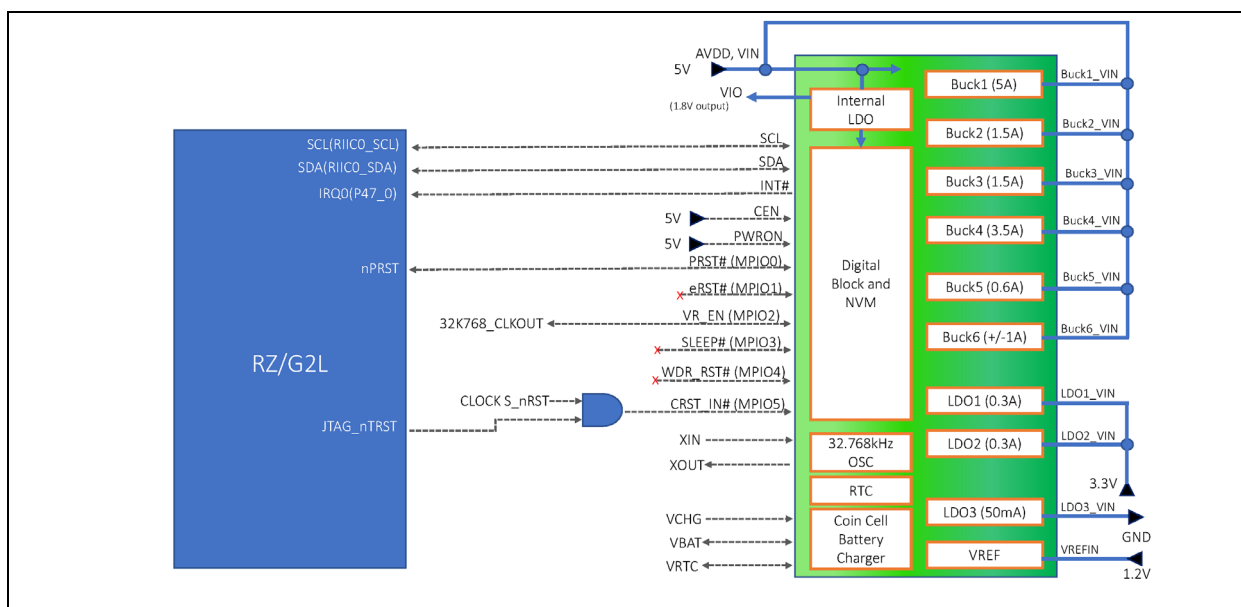 AVDD, VIN
5V
VIO
(1.8V output)
Internal
LDO
Buck1 (5A)
Buck1_VIN
Buck2 (1.5A)
Buck2_VIN
Buck3 (1.5A)
Buck3_VIN
Buck4 (3.5A)
Buck4_VIN
Buck5 (0.6A)
Buck5_VIN
Buck6 (+/-1A)
Buck6_VIN
LDO1 (0.3A)
LDO1_VIN
LDO2 (0.3A)
LDO2_VIN
3.3V
LDO3 (50mA)
LDO3_VIN
GND
VREF
VREFIN
1.2V
SCL(RIIC0_SCL)
SCL
SDA(RIIC0_SDA)
SDA
IRQ0(P47_0)
INT#
5V
CEN
5V
PWRON
nPRST
PRST# (MPIO0)
eRST# (MPIO1)
32K768_CLKOUT
VR_EN (MPIO2)
SLEEP# (MPIO3)
WDR_RST# (MPIO4)
CLOCK S_nRST
CRST_IN# (MPIO5)
JTAG_nTRST
RZ/G2L
Digital
Block and
NVM
XIN
XOUT
32.768kHz
OSC
RTC
VCHG
VBAT
VRTC
Coin Cell
Battery
Charger